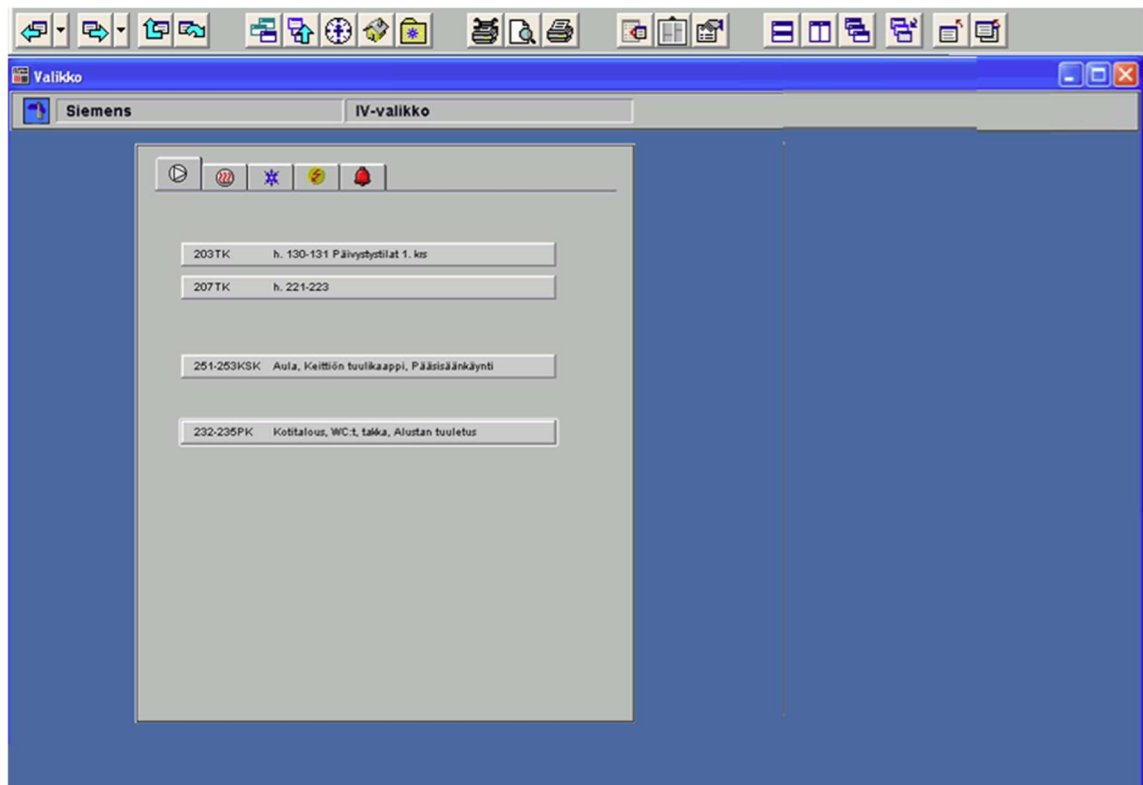 Valikko
Siemens IV-valikko
203TK h. 130-131 Päivystystilat 1. krs
207TK h. 221-223
251-253KSK Aula, Keittiön tuulikaappi, Pääsisäänkäynti
232-235PK Kotitalous, WC:t, takka, Alustan tuuletus